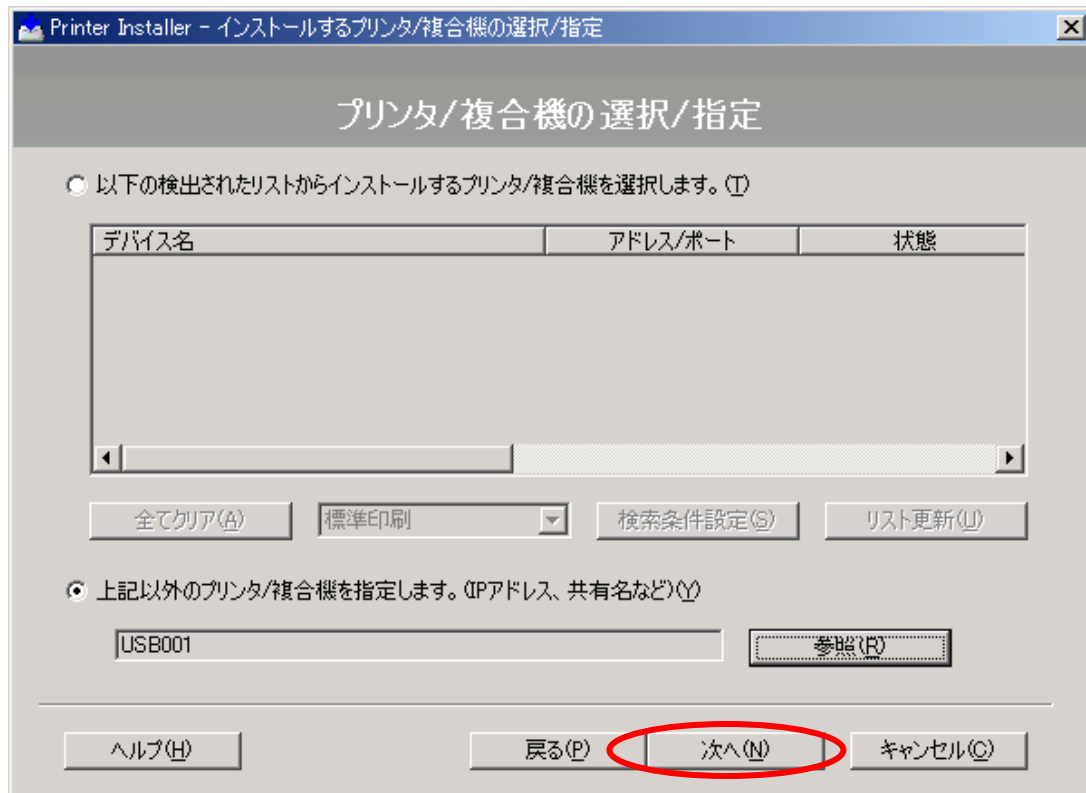 Printer Installer - インストールするプリンタ/複合機の選択/指定
プリンタ/複合機の選択/指定
以下の検出されたリストからインストールするプリンタ/複合機を選択します。(T)
デバイス名 アドレス/ポート 状態
全てクリア(A) 標準印刷 検索条件設定(S) リスト更新(U)
上記以外のプリンタ/複合機を指定します。(IPアドレス、共有名など)(Y)
USB001 参照(R)
ヘルプ(H) 戻る(P) 次へ(N) キャンセル(C)